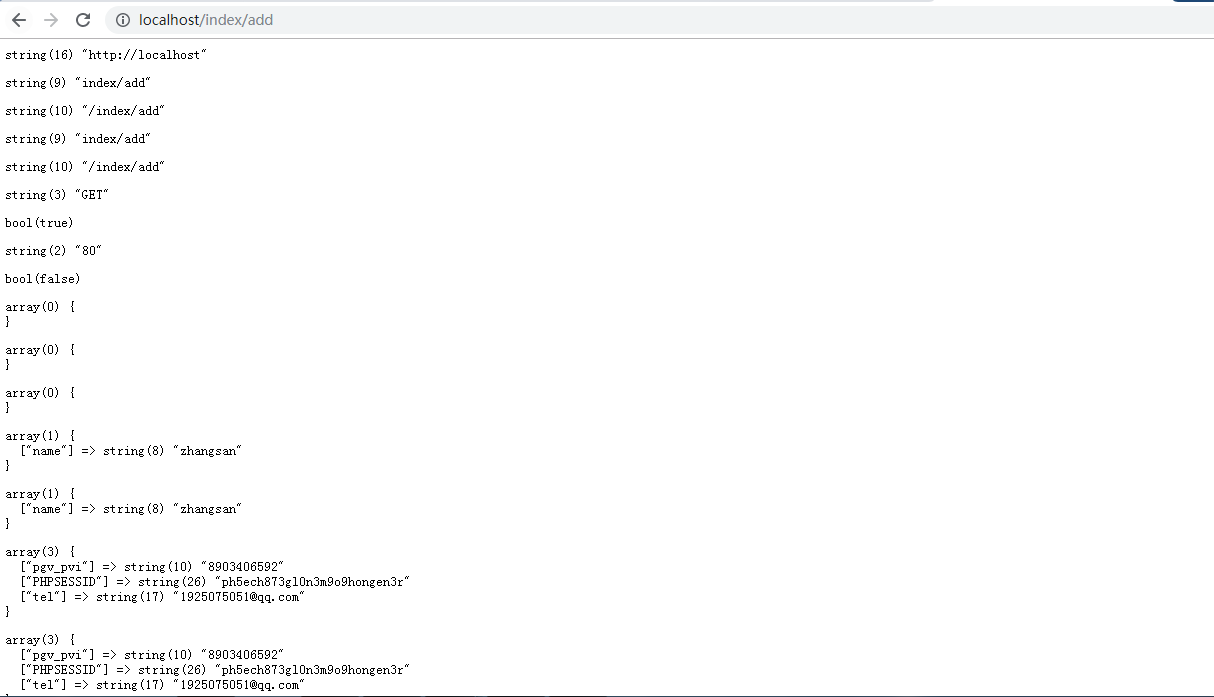 localhost/index/add
string(16) "http://localhost"
string(9) "index/add"
string(10) "/index/add"
string(9) "index/add"
string(10) "/index/add"
string(3) "GET"
bool(true)
string(2) "80"
bool(false)
array(0) {
}
array(0) {
}
array(0) {
}
array(1) {
  ["name"] => string(8) "zhangsan"
}
array(1) {
  ["name"] => string(8) "zhangsan"
}
array(3) {
  ["pgv_pvi"] => string(10) "8903406592"
  ["PHPSESSID"] => string(26) "ph5ech873gl0n3m9o9hongen3r"
  ["tel"] => string(17) "1925075051@qq.com"
}
array(3) {
  ["pgv_pvi"] => string(10) "8903406592"
  ["PHPSESSID"] => string(26) "ph5ech873gl0n3m9o9hongen3r"
  ["tel"] => string(17) "1925075051@qq.com"